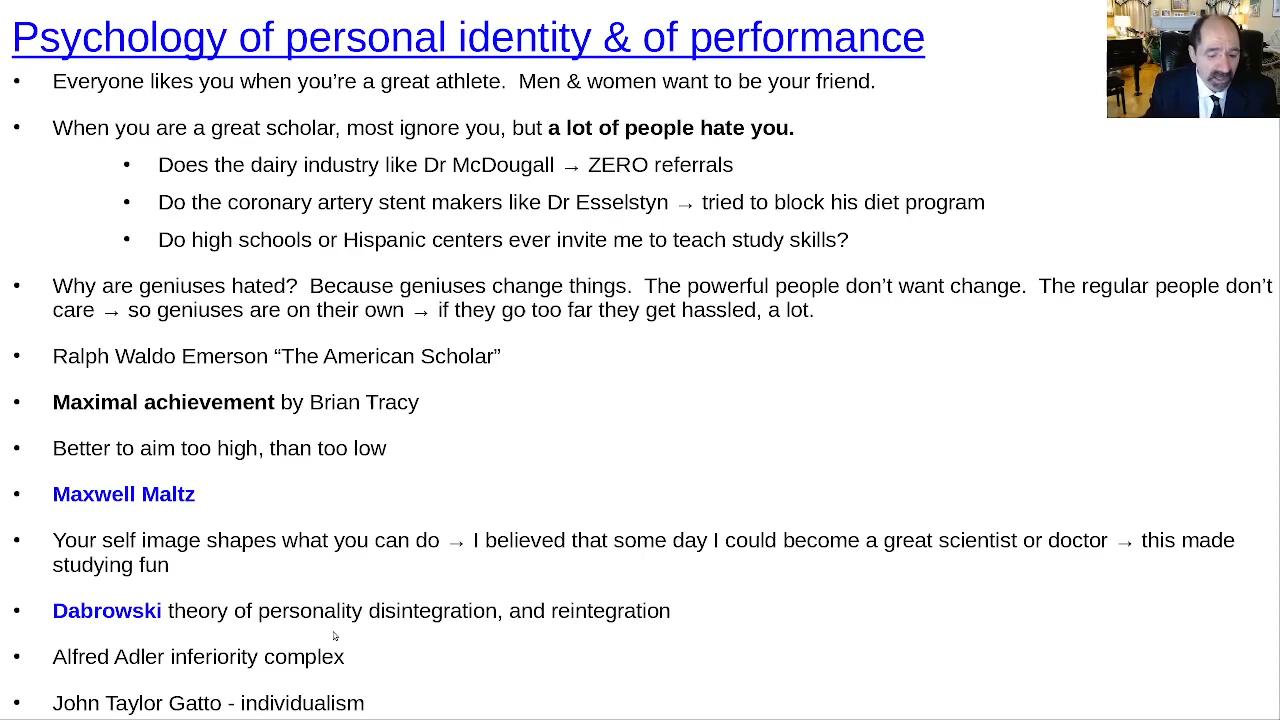 Psychology of personal identity & of performance
• Everyone likes you when you're a great athlete.  Men & women want to be your friend.
• When you are a great scholar, most ignore you, but a lot of people hate you.
• Does the dairy industry like Dr McDougall → ZERO referrals
• Do the coronary artery stent makers like Dr Esselstyn → tried to block his diet program
• Do high schools or Hispanic centers ever invite me to teach study skills?
• Why are geniuses hated?  Because geniuses change things.  The powerful people don't want change.  The regular people don't
care → so geniuses are on their own → if they go too far they get hassled, a lot.
• Ralph Waldo Emerson “The American Scholar”
• Maximal achievement by Brian Tracy
• Better to aim too high, than too low
• Maxwell Maltz
• Your self image shapes what you can do → I believed that some day I could become a great scientist or doctor → this made
studying fun
• Dabrowski theory of personality disintegration, and reintegration
• Alfred Adler inferiority complex
• John Taylor Gatto - individualism